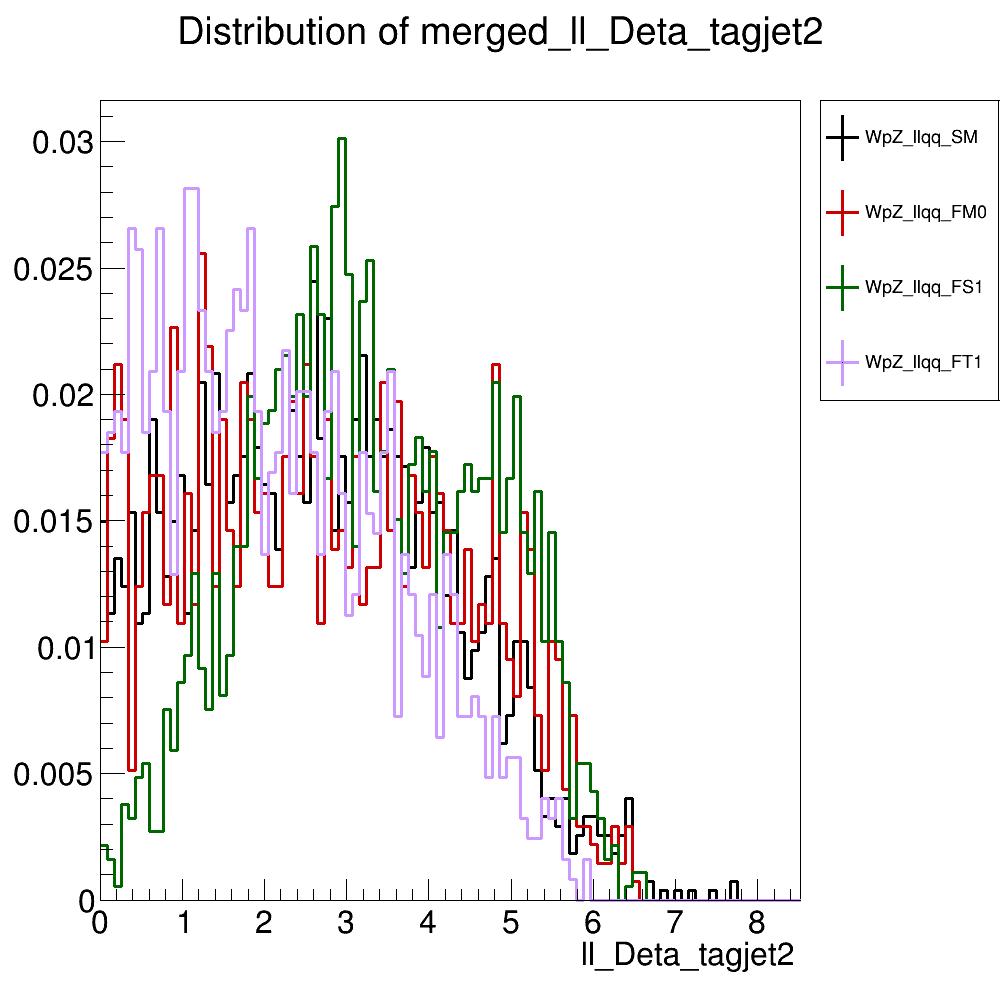 Distribution of merged_ll_Deta_tagjet2
0.03
0.025
0.02
0.015
0.01
0.005
0
0 1 2 3 4 5 6 7 8
ll_Deta_tagjet2
WpZ_llqq_SM
WpZ_llqq_FM0
WpZ_llqq_FS1
WpZ_llqq_FT1